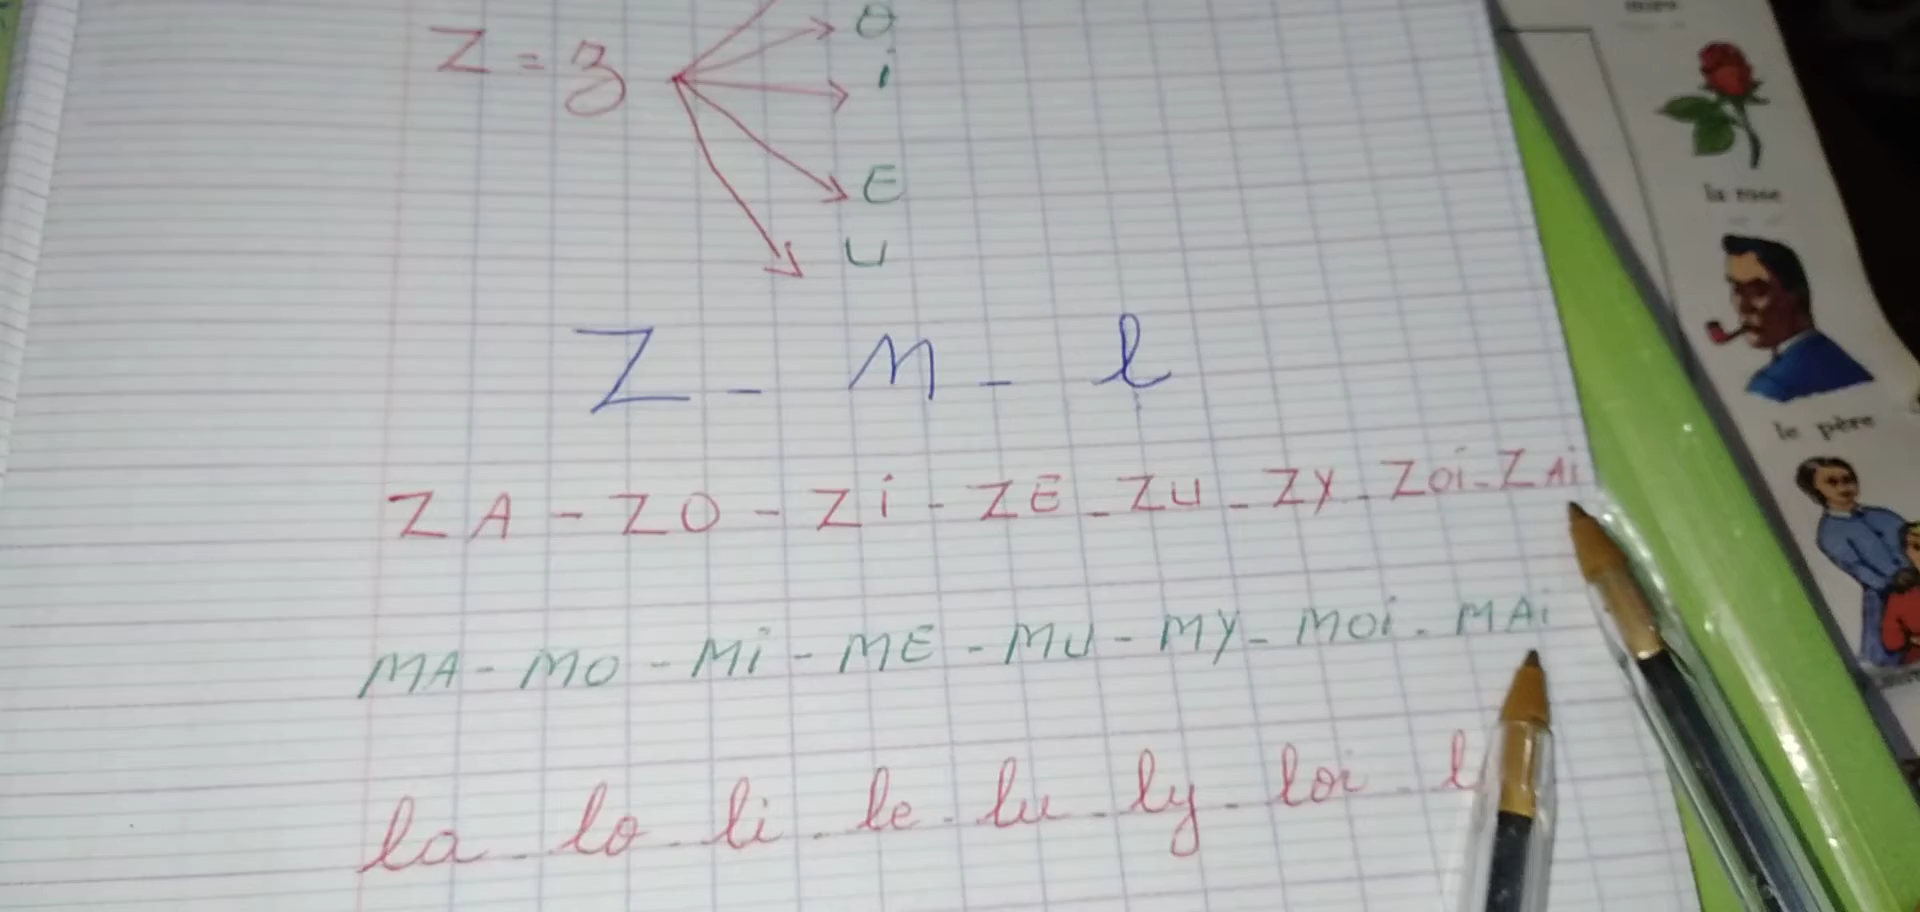 O
Z = z
i
E
U
Z - M - l
ZA - ZO - Zi - ZE - ZU - ZY - ZOi - ZAi
MA - MO - Mi - ME - MU - MY - MOi - MAi
la - lo - li - le - lu - ly - loi - l
la rose
le père